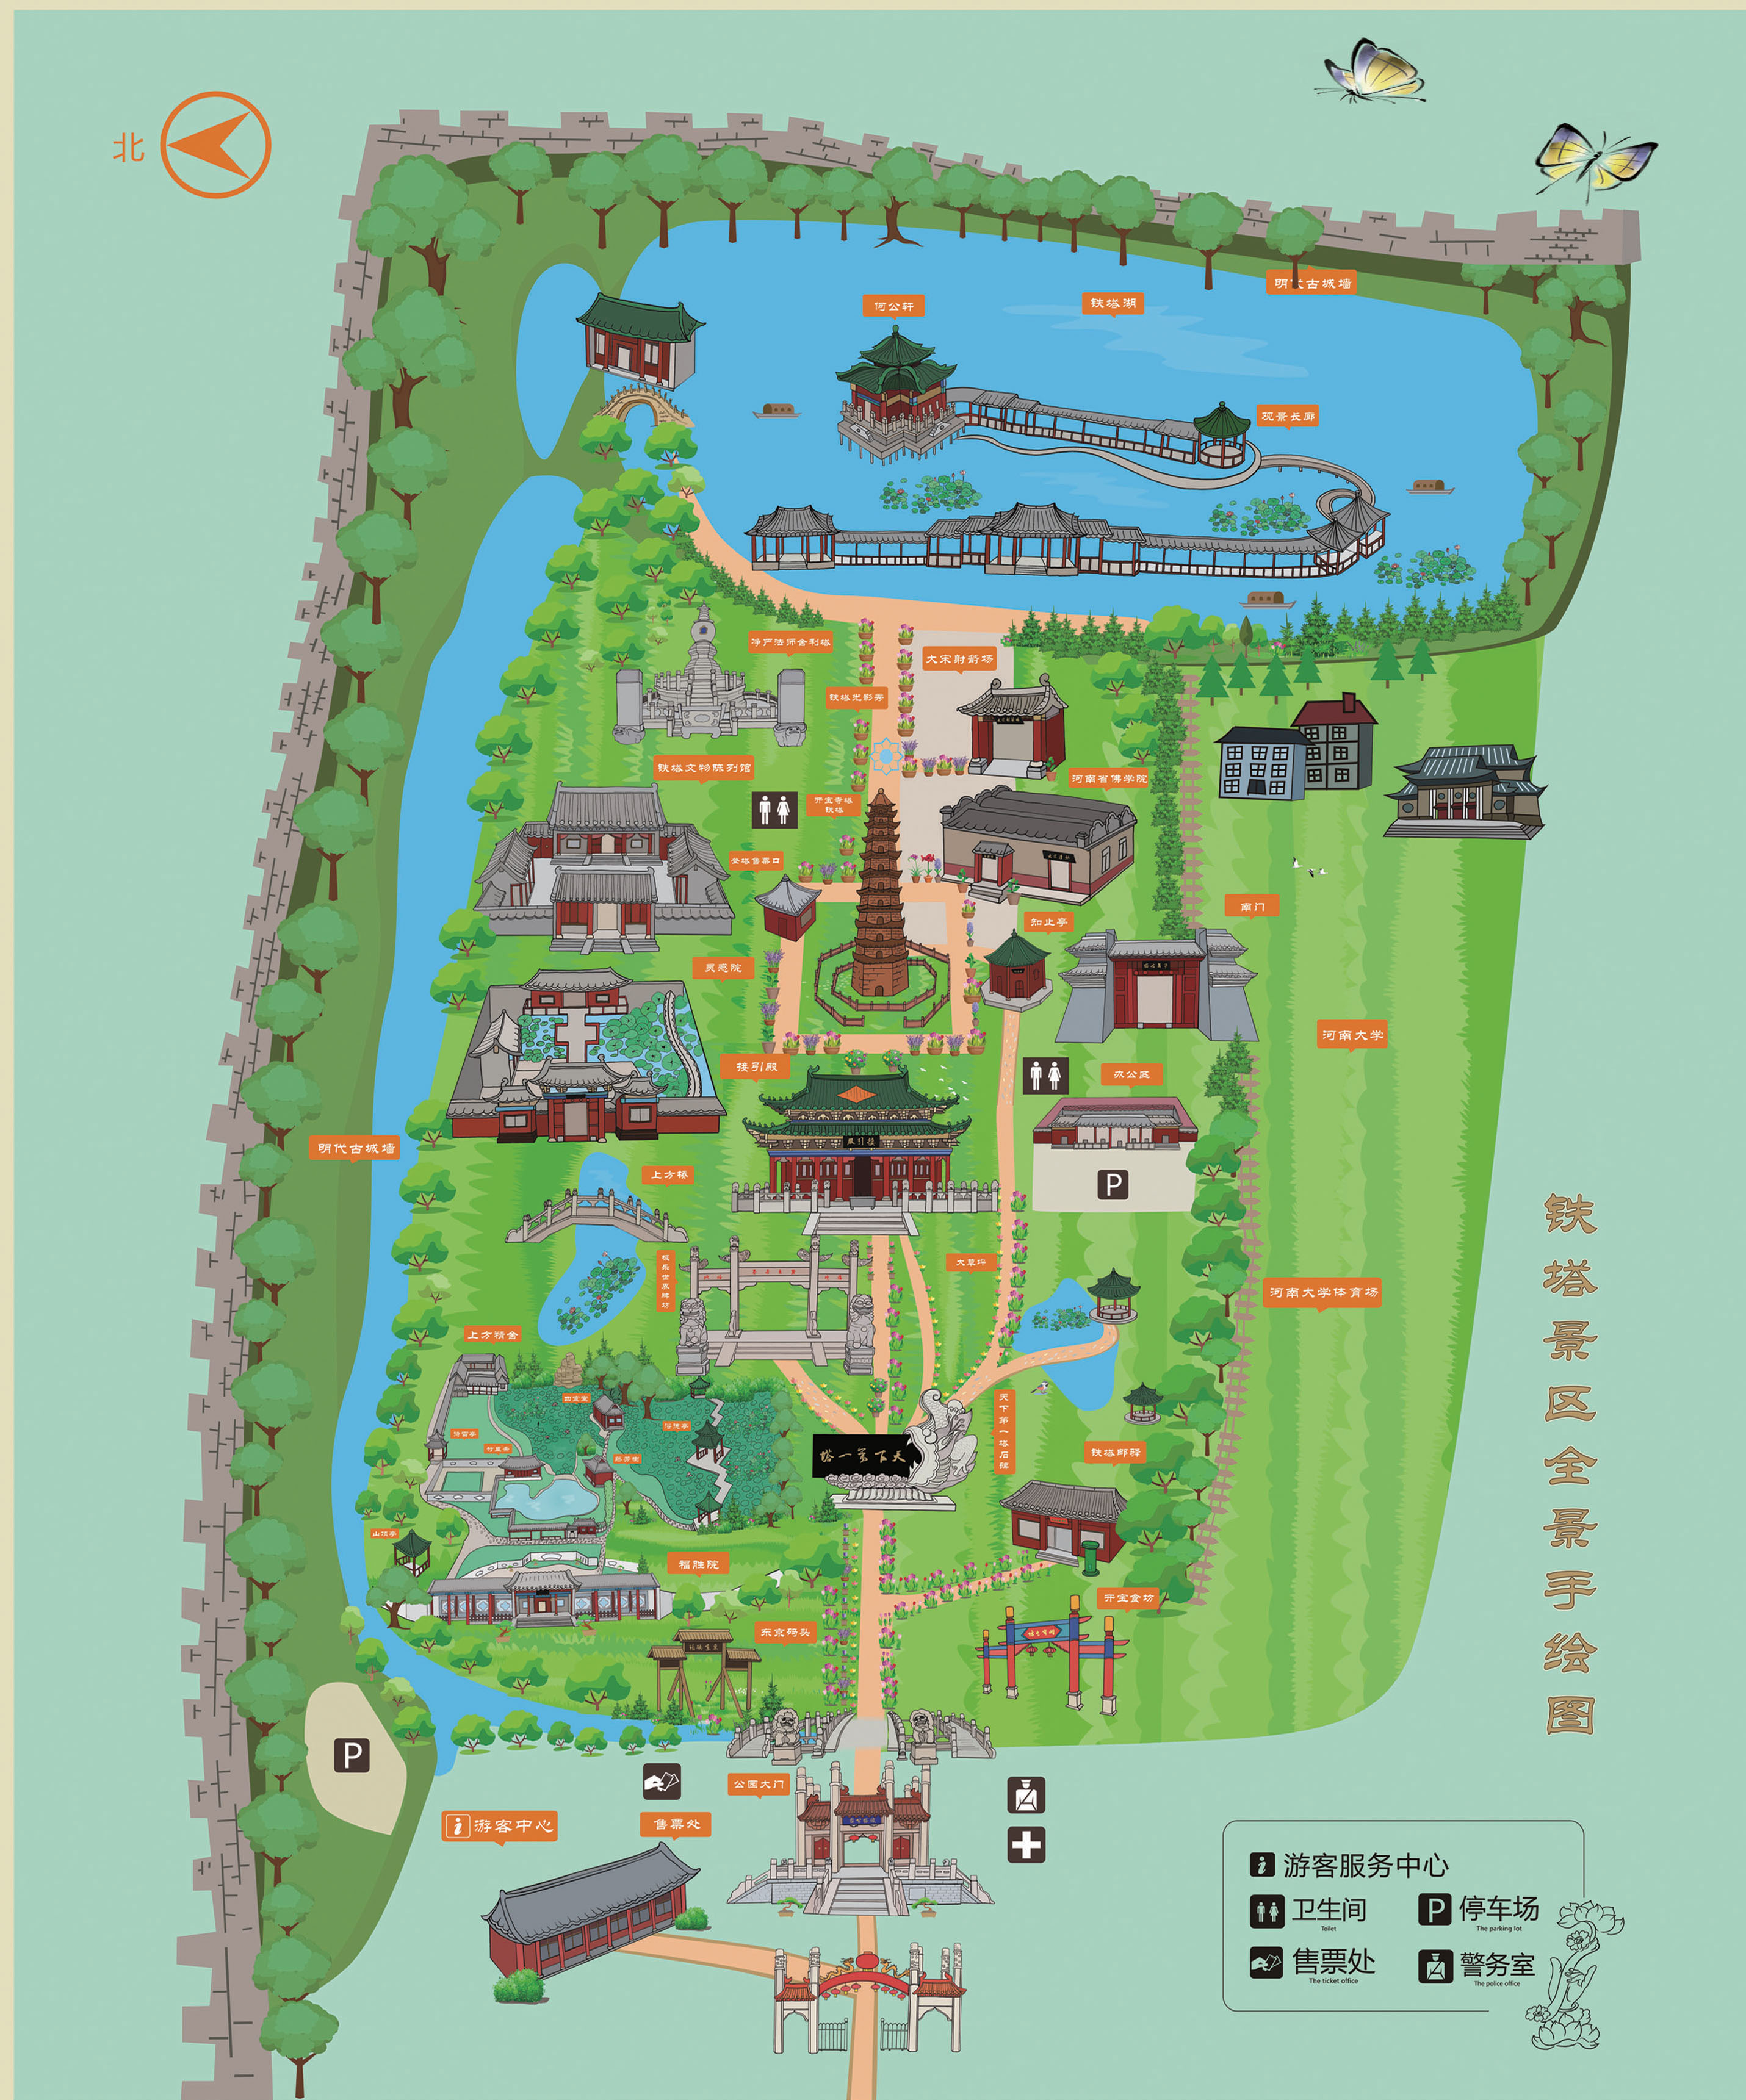 北
明代古城墙
何公轩
铁塔湖
观景长廊
净严法师舍利塔
大宋射箭场
铁塔光影秀
铁塔文物陈列馆
河南省佛学院
开宝寺塔
铁塔
登塔售票口
南门
知止亭
灵感院
河南大学
接引殿
办公区
接引殿
明代古城墙
上方桥
P
极乐世界牌坊
大草坪
河南大学体育场
上方精舍
天下第一塔石碑
天下第一塔
铁塔邮驿
福胜院
开宝食坊
东京码头
P
公园大门
i 游客中心
售票处
铁塔景区全景手绘图
i 游客服务中心
卫生间
Toilet
P 停车场
The parking lot
售票处
The ticket office
警务室
The police office